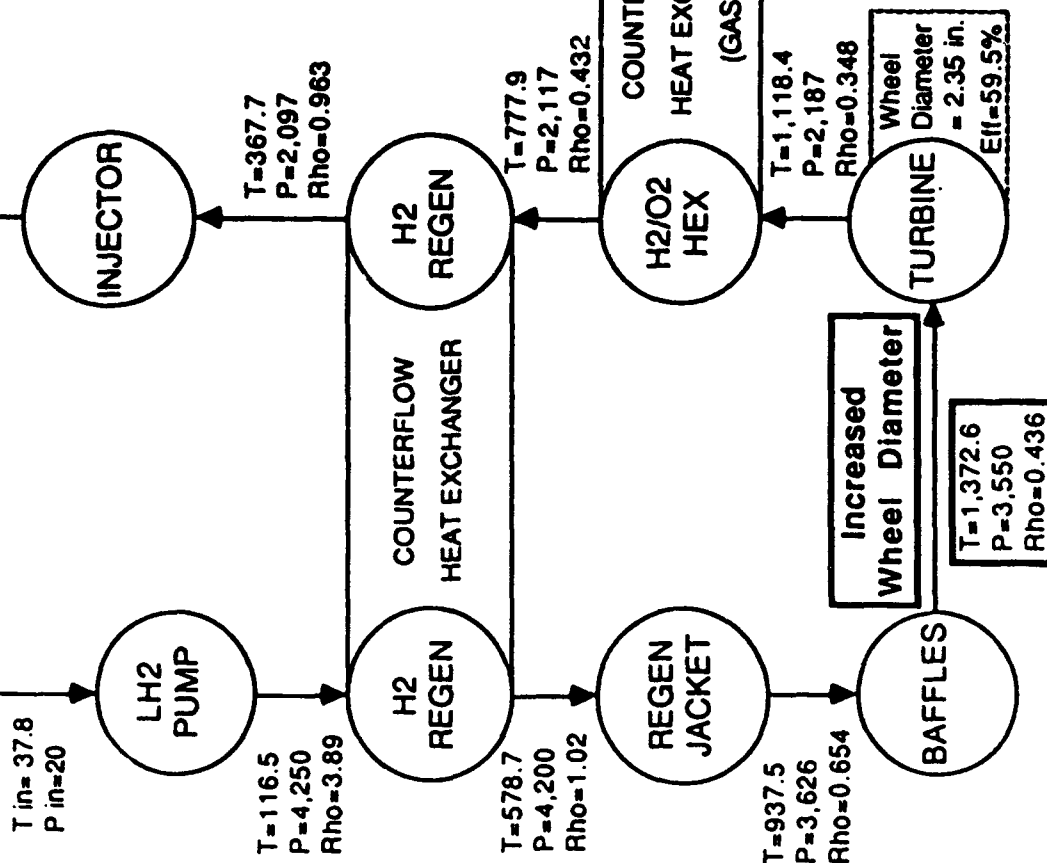 T in= 37.8
P in=20
LH2
PUMP
T=116.5
P=4,250
Rho=3.89
H2
REGEN
T=578.7
P=4,200
Rho=1.02
REGEN
JACKET
T=937.5
P=3,626
Rho=0.654
BAFFLES
COUNTERFLOW
HEAT EXCHANGER
Increased
Wheel Diameter
T=1,372.6
P=3,550
Rho=0.436
INJECTOR
T=367.7
P=2,097
Rho=0.963
H2
REGEN
T=777.9
P=2,117
Rho=0.432
H2/O2
HEX
COUNT
HEAT EXC
(GAS
T=1,118.4
P=2,187
Rho=0.348
TURBINE
Wheel
Diameter
= 2.35 in.
Eff=59.5%